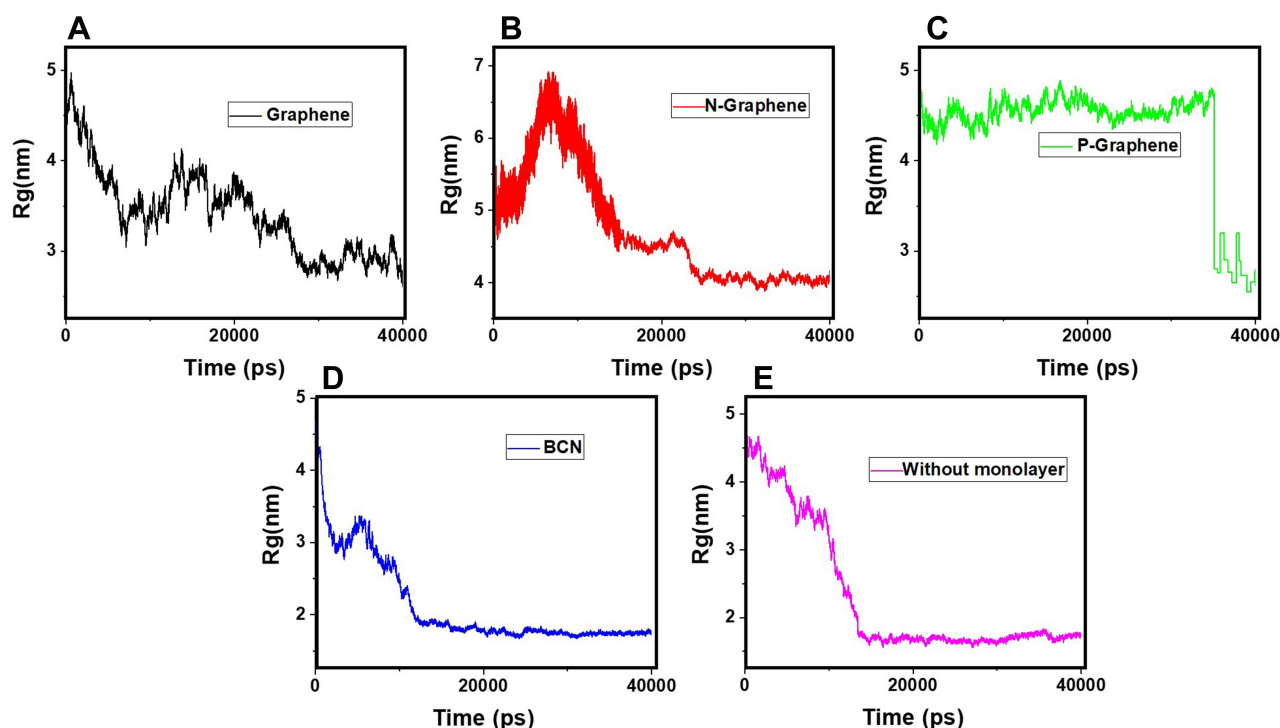 A
B
C
5
4
3
Rg(nm)
Graphene
0
20000
40000
Time (ps)
7
6
5
4
Rg(nm)
N-Graphene
0
20000
40000
Time (ps)
5
4
3
Rg(nm)
P-Graphene
0
20000
40000
Time (ps)
D
E
5
4
3
2
Rg(nm)
BCN
0
20000
40000
Time (ps)
5
4
3
2
Rg(nm)
Without monolayer
0
20000
40000
Time (ps)